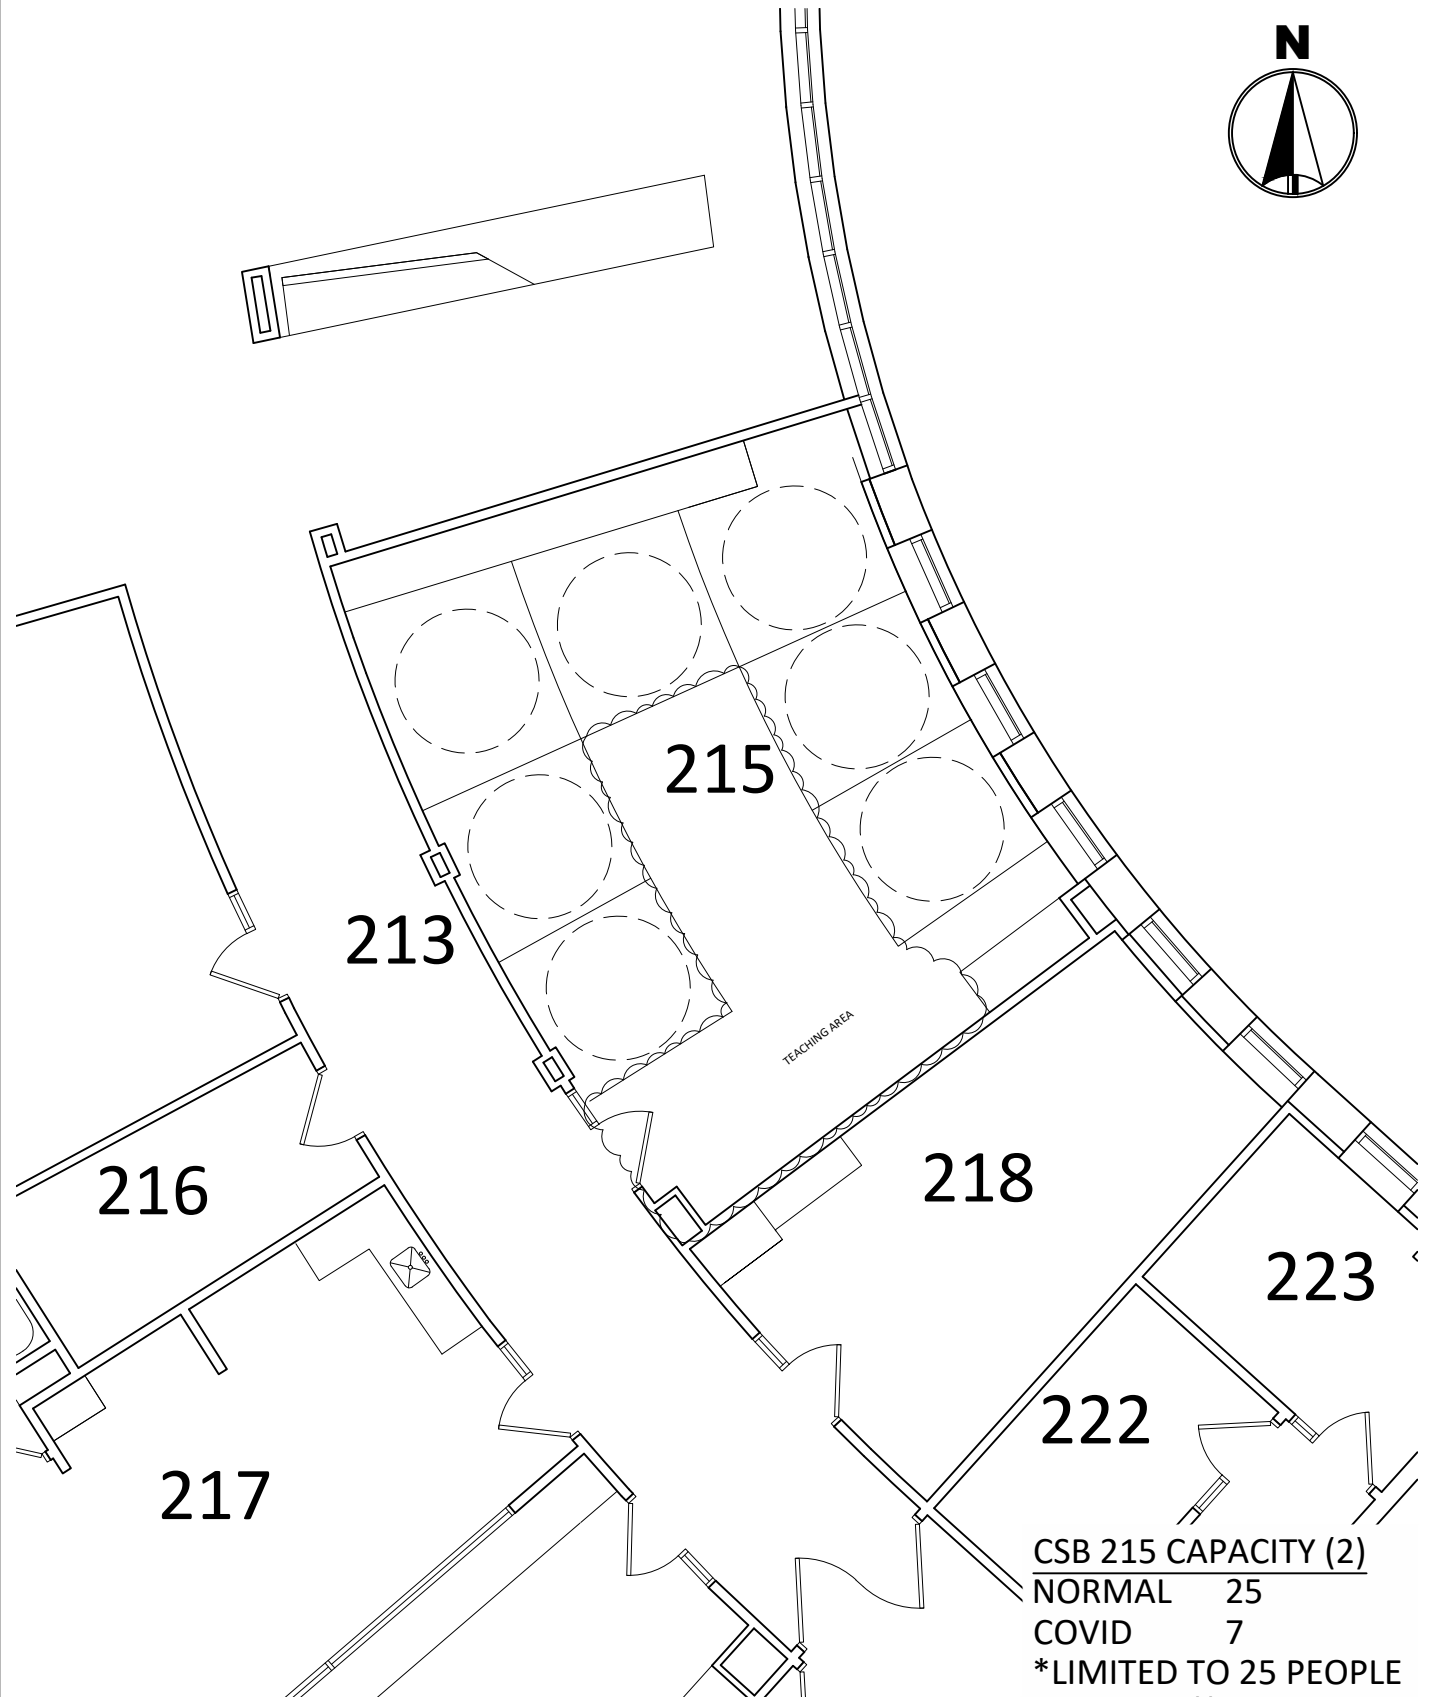 N
215
213
TEACHING AREA
216
218
223
222
217
CSB 215 CAPACITY (2)
NORMAL 25
COVID 7
*LIMITED TO 25 PEOPLE